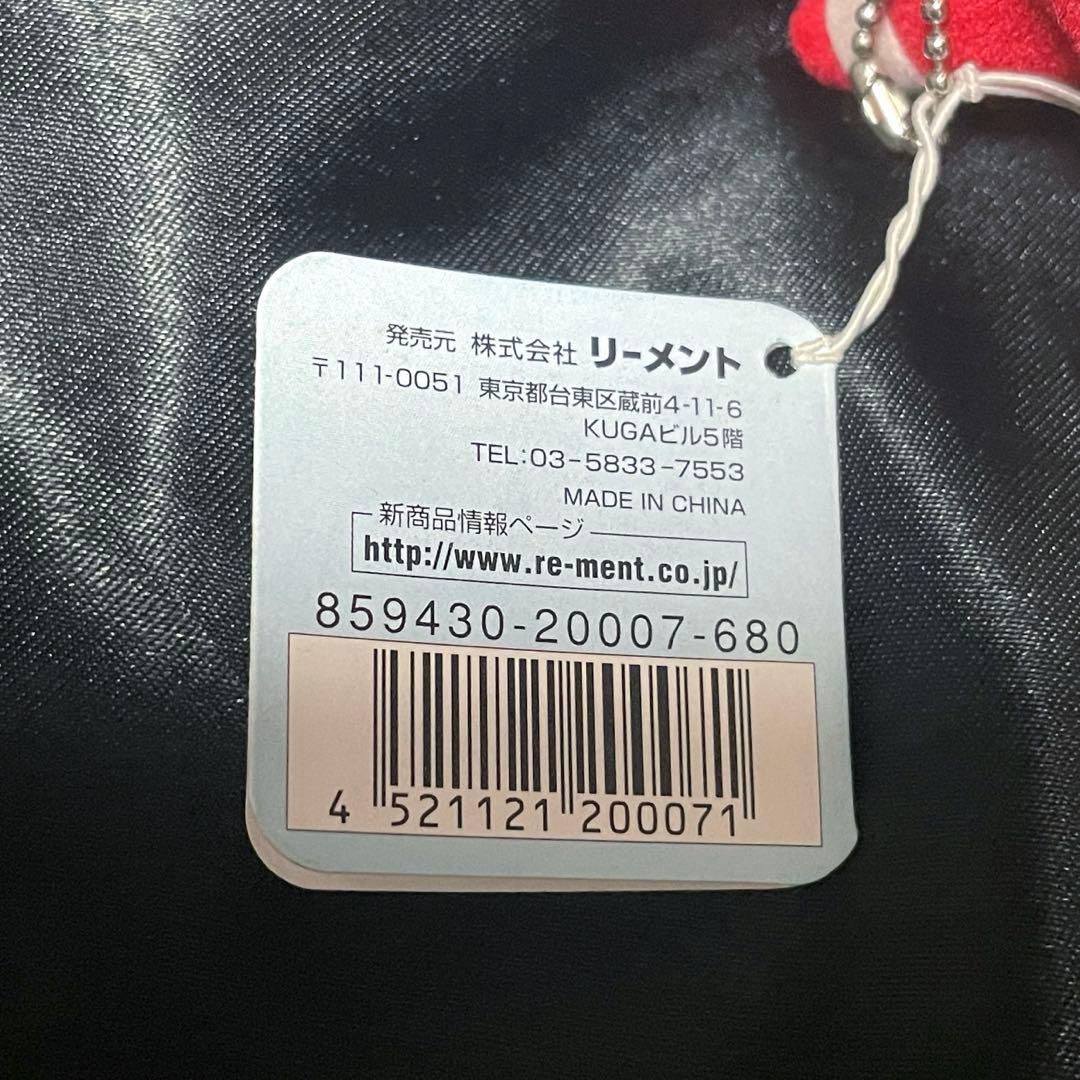 発売元 株式会社 リーメント
〒111-0051 東京都台東区蔵前4-11-6
KUGAビル5階
TEL:03-5833-7553
MADE IN CHINA
新商品情報ページ
http://www.re-ment.co.jp/
859430-20007-680
4 521121 200071